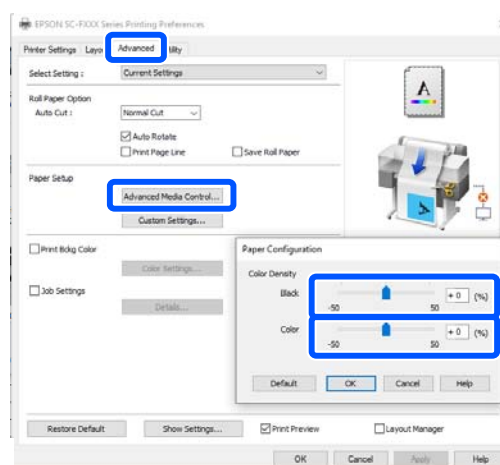 EPSON SC-FXXX Series Printing Preferences
Printer Settings Layo Advanced ility
Select Setting : Current Settings
Roll Paper Option
Auto Cut : Normal Cut
Auto Rotate
Print Page Line Save Roll Paper
Paper Setup
Advanced Media Control...
Custom Settings...
Print Bdkg Color
Color Settings...
Job Settings
Details...
A
Paper Configuration
Color Density
Black + 0 (%)
-50 50
Color + 0 (%)
-50 50
Default OK Cancel Help
Restore Default Show Settings... Print Preview Layout Manager
OK Cancel Apply Help